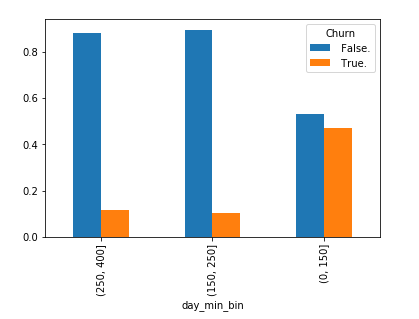 Churn
False.
True.
0.8
0.6
0.4
0.2
0.0
(250, 400]
(150, 250]
(0, 150]
day_min_bin